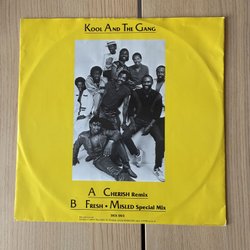 KOOL AND THE GANG
A CHERISH Remix
B FRESH • MISLED Special Mix